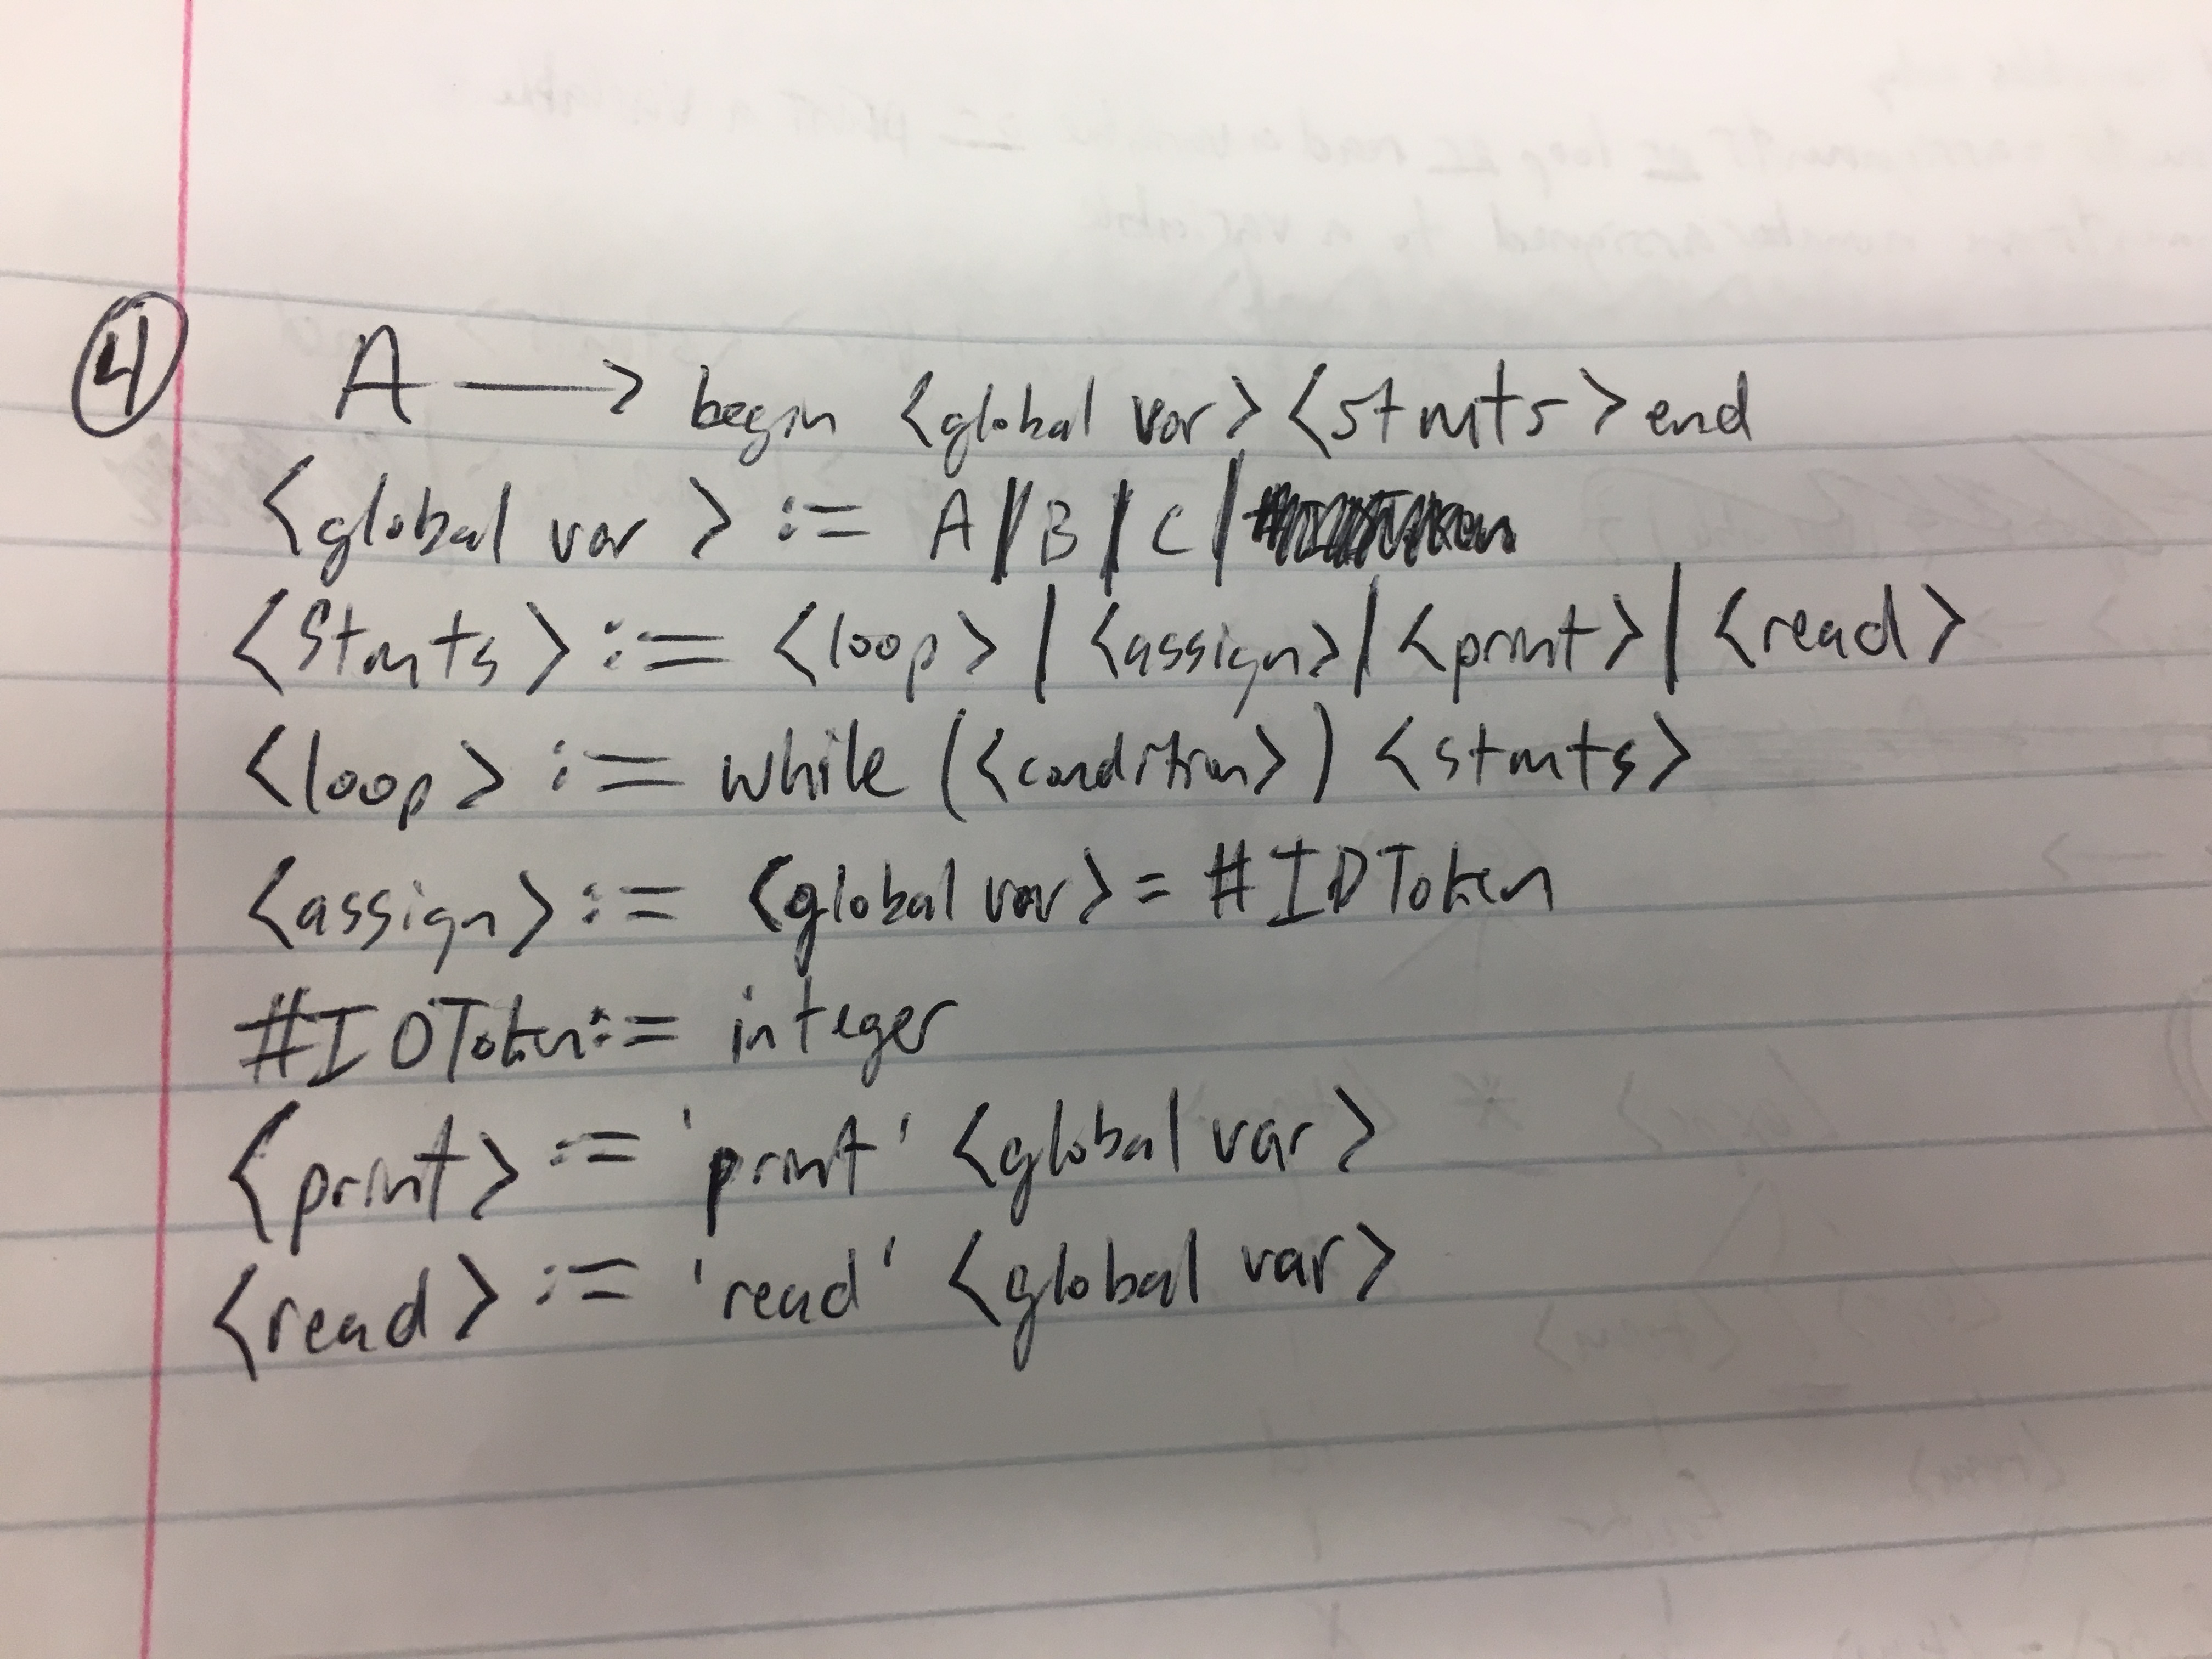 4
A → begin <global var> <stmts> end
<global var> := A | B | C |
<stmts> := <loop> | <assign> | <print> | <read>
<loop> := while (<condition>) <stmts>
<assign> := <global var> = #IDToken
#IDToken := integer
<print> := 'print' <global var>
<read> := 'read' <global var>